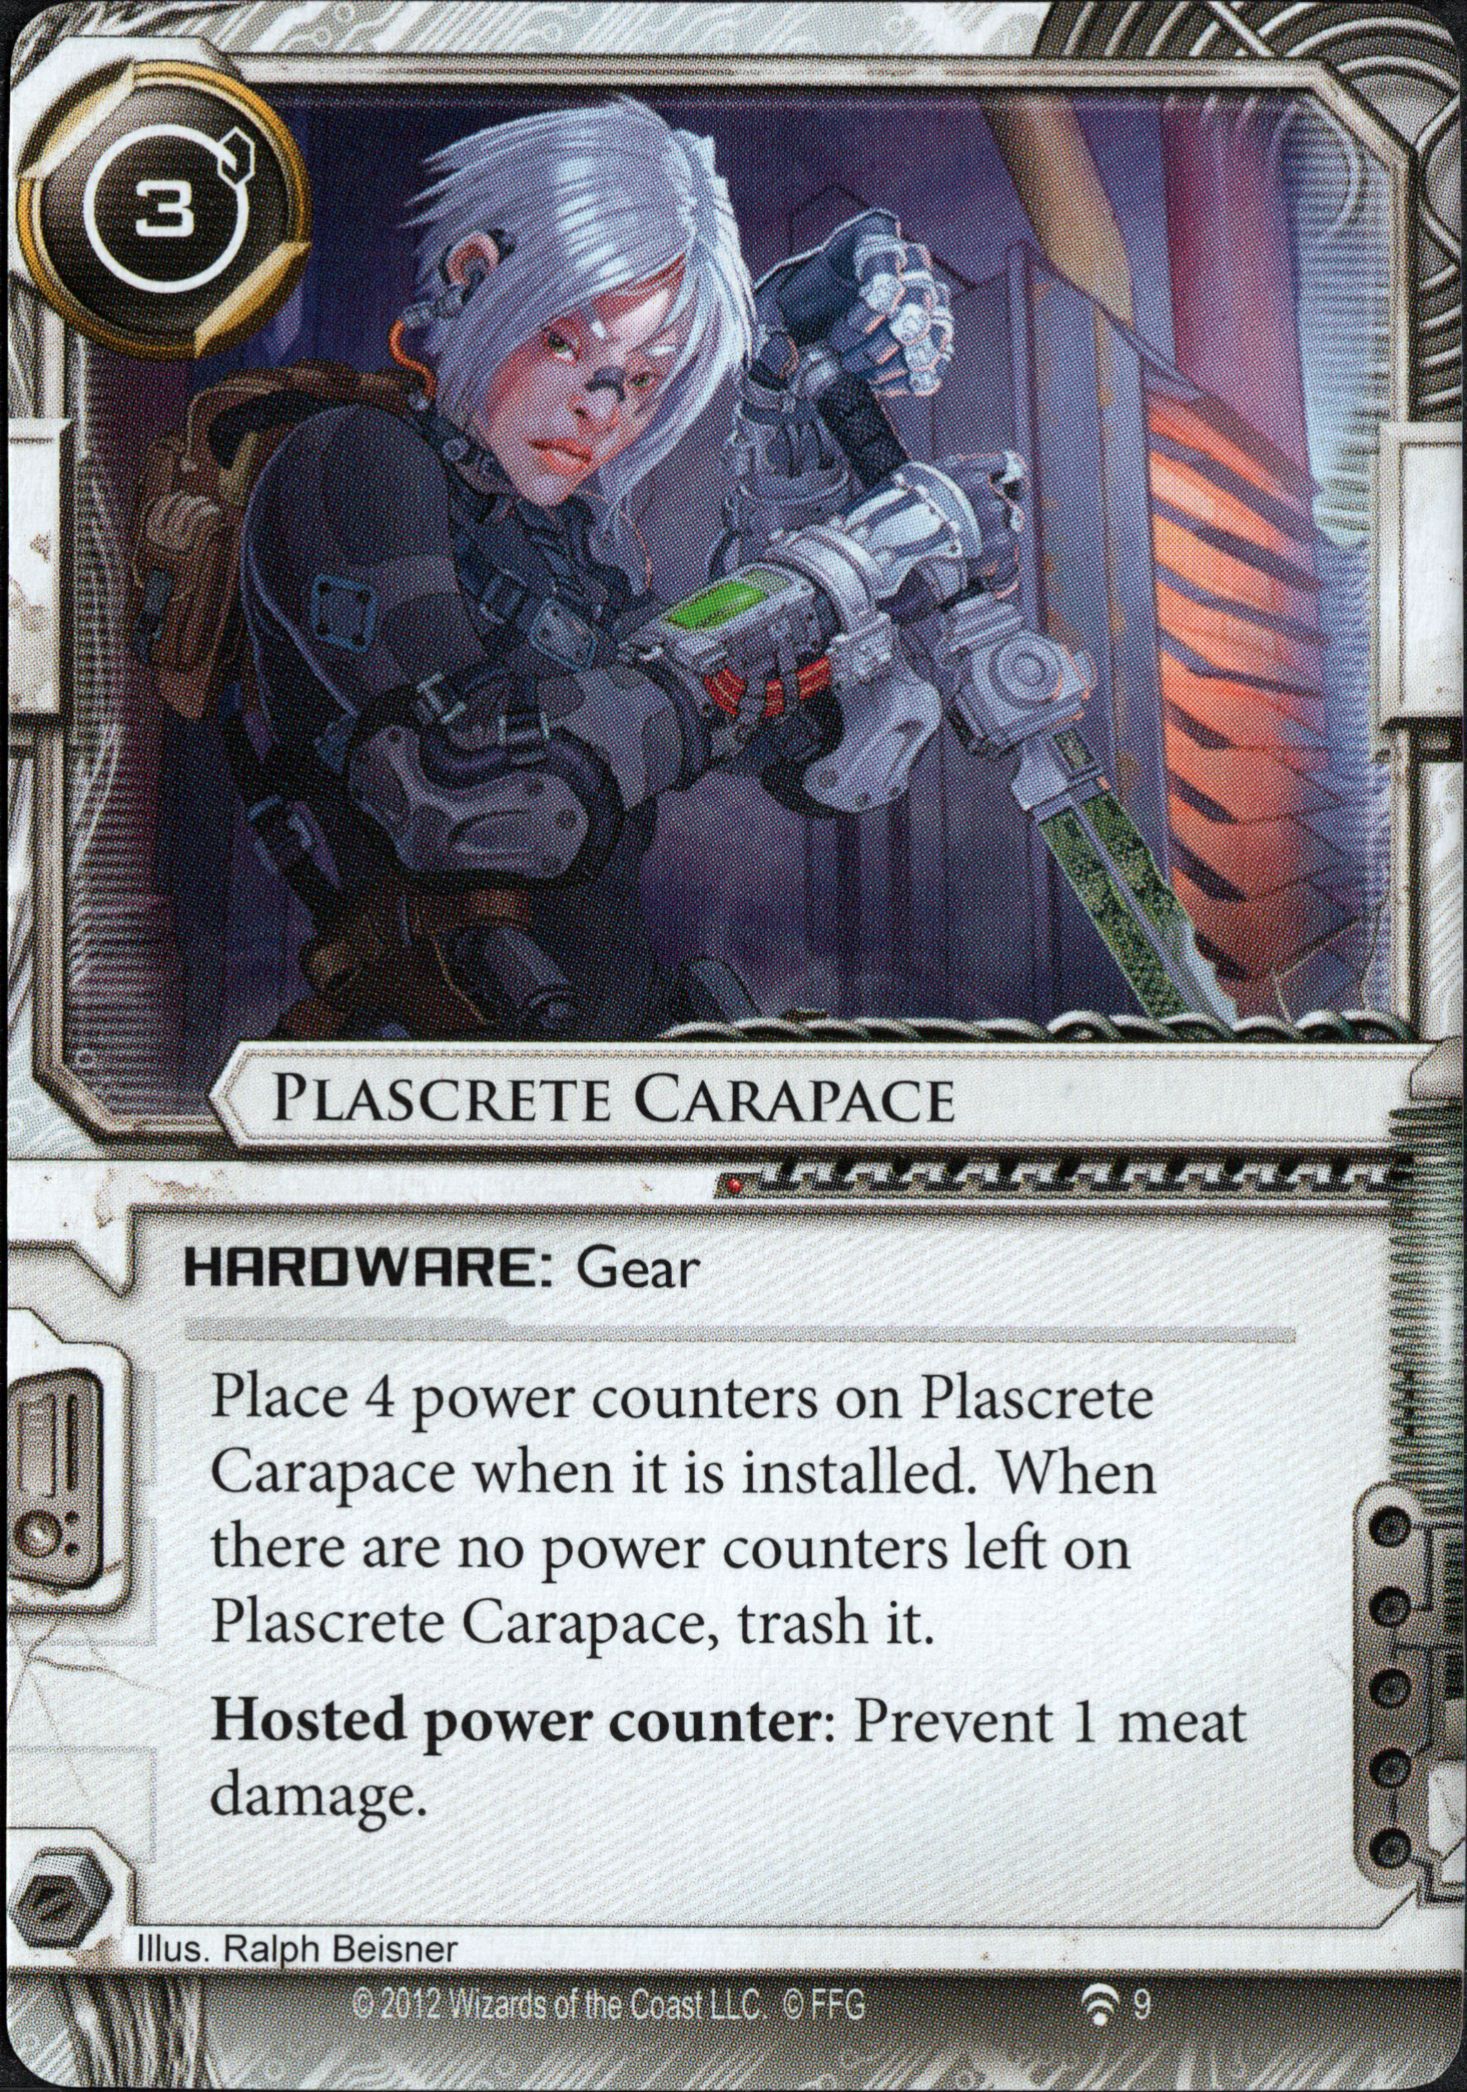 3
PLASCRETE CARAPACE
HARDWARE: Gear
Place 4 power counters on Plascrete
Carapace when it is installed. When
there are no power counters left on
Plascrete Carapace, trash it.
Hosted power counter: Prevent 1 meat
damage.
Illus. Ralph Beisner
© 2012 Wizards of the Coast LLC. © FFG 9